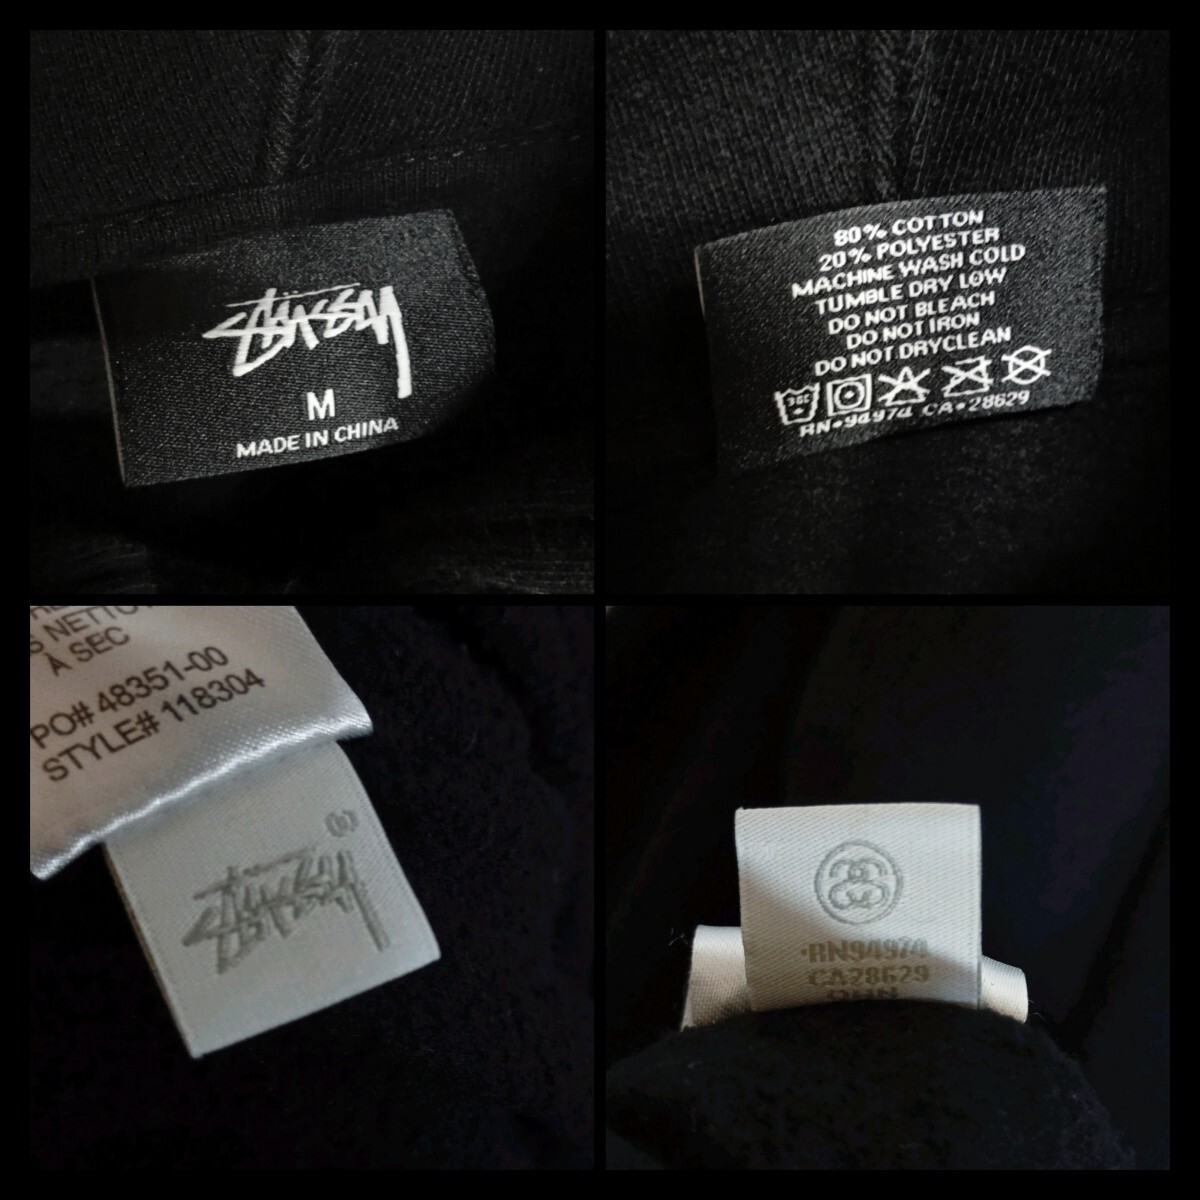 STÜSSY
M
MADE IN CHINA
80% COTTON
20% POLYESTER
MACHINE WASH COLD
TUMBLE DRY LOW
DO NOT BLEACH
DO NOT IRON
DO NOT DRYCLEAN
RN•94974 CA•28629
À SEC
PO# 48351-00
STYLE# 118304
STÜSSY
RN94974
CA28629